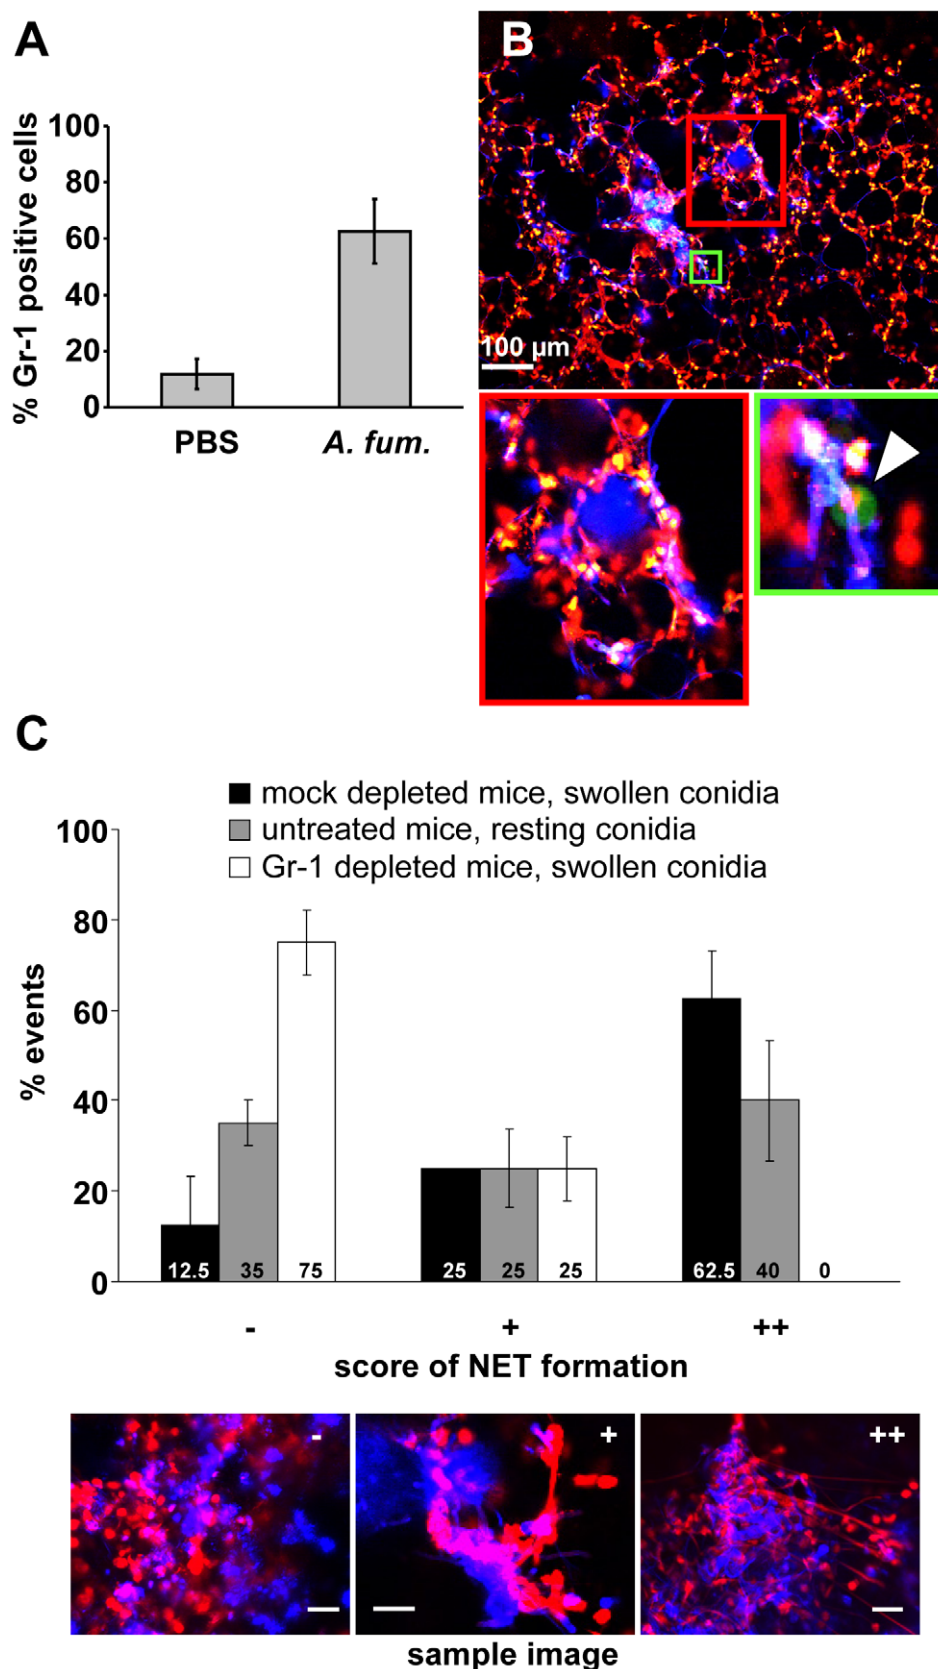 A
% Gr-1 positive cells
100
80
60
40
20
0
PBS
A. fum.
B
100 µm
C
mock depleted mice, swollen conidia
untreated mice, resting conidia
Gr-1 depleted mice, swollen conidia
% events
100
80
60
40
20
0
12.5 35 75
25 25 25
62.5 40 0
- + ++
score of NET formation
- + ++
sample image